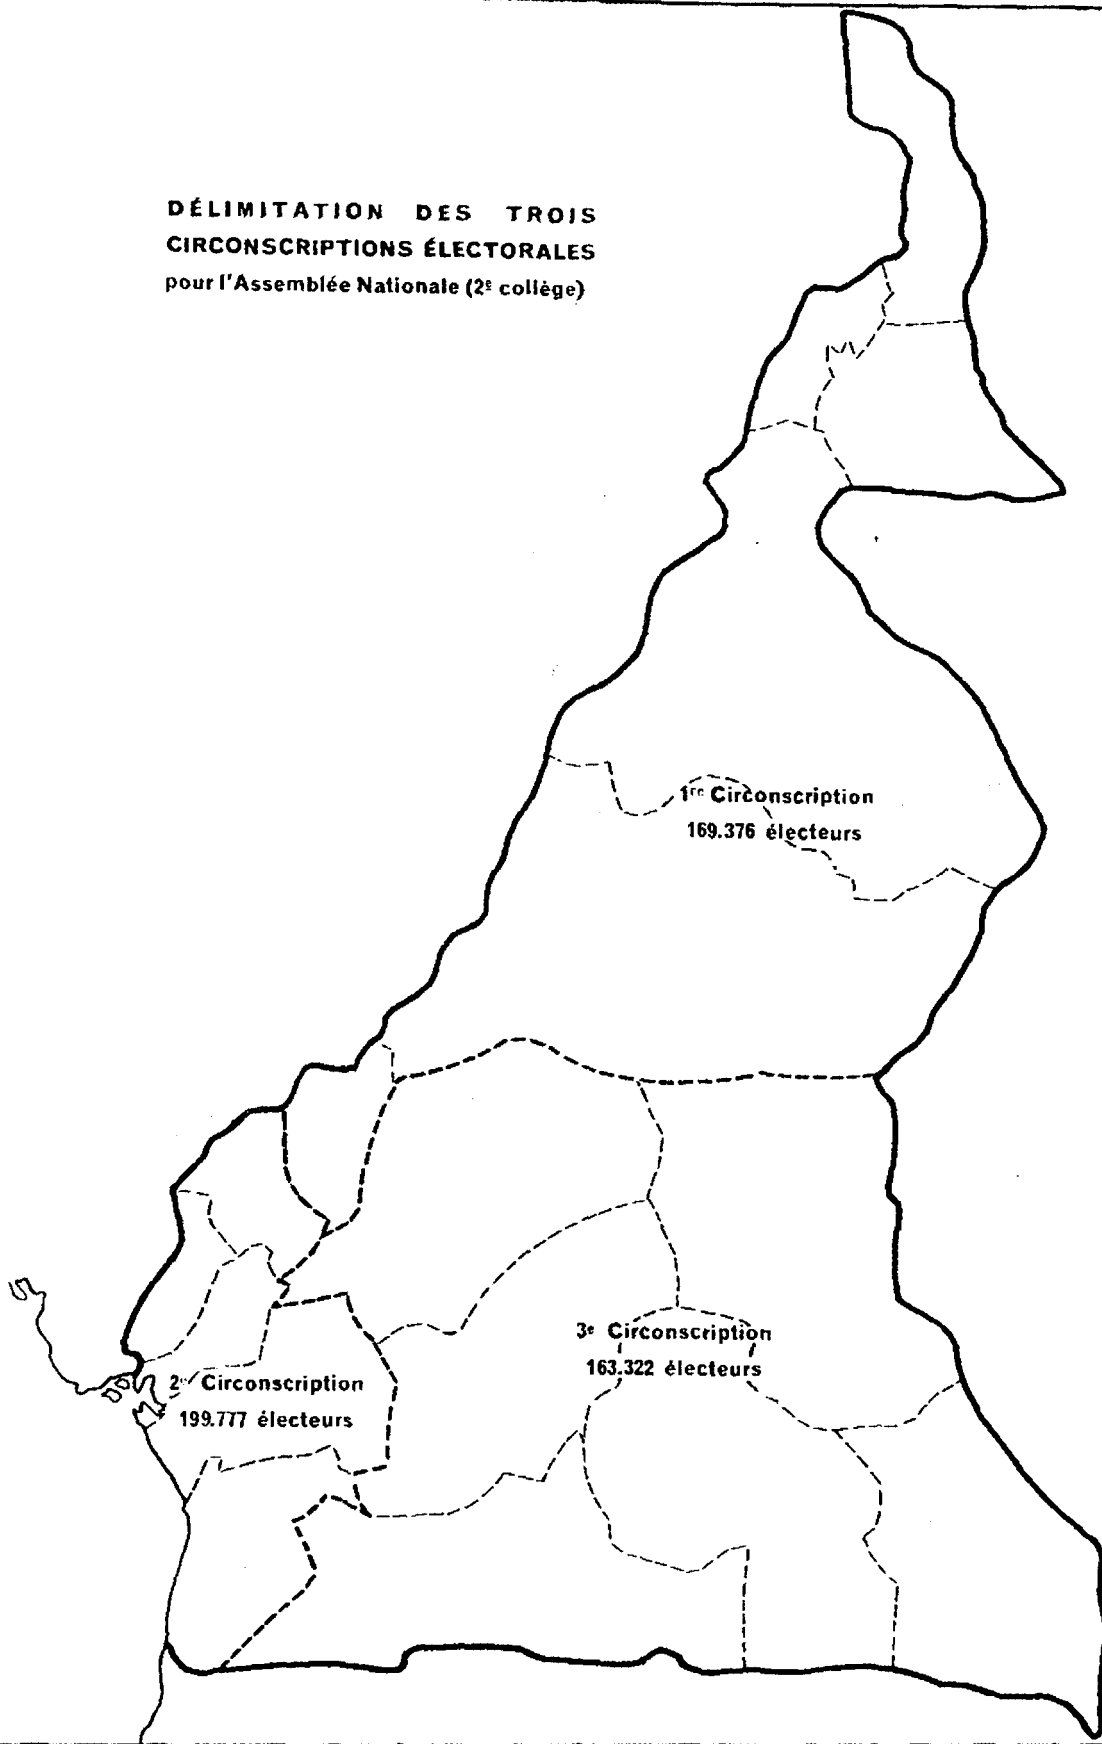 DÉLIMITATION DES TROIS
CIRCONSCRIPTIONS ÉLECTORALES
pour l'Assemblée Nationale (2e collège)
1re Circonscription
169.376 électeurs
3e Circonscription
163.322 électeurs
2e Circonscription
199.777 électeurs